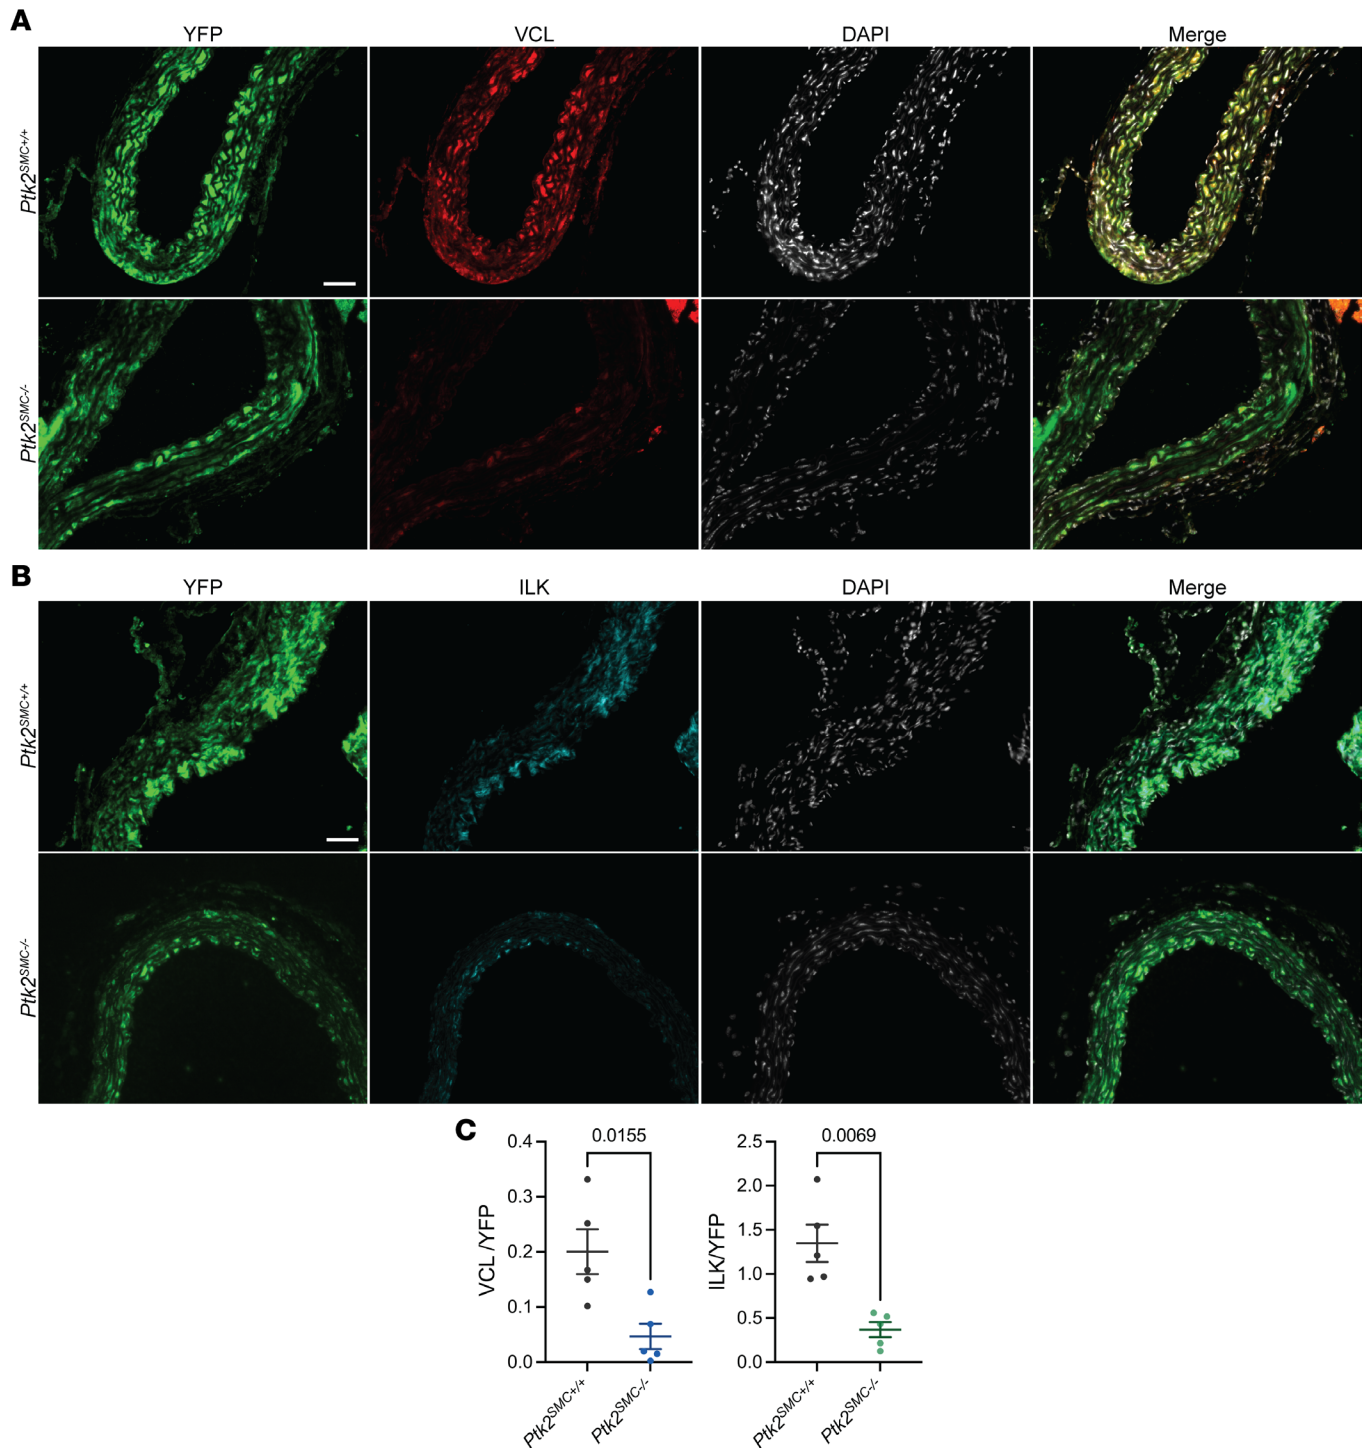 A
YFP VCL DAPI Merge
Ptk2SMC+/+
Ptk2SMC-/-
B
YFP ILK DAPI Merge
Ptk2SMC+/+
Ptk2SMC-/-
C
0.0155
VCL /YFP
0.4
0.3
0.2
0.1
0.0
Ptk2SMC+/+ Ptk2SMC-/-
0.0069
ILK/YFP
2.5
2.0
1.5
1.0
0.5
0.0
Ptk2SMC+/+ Ptk2SMC-/-